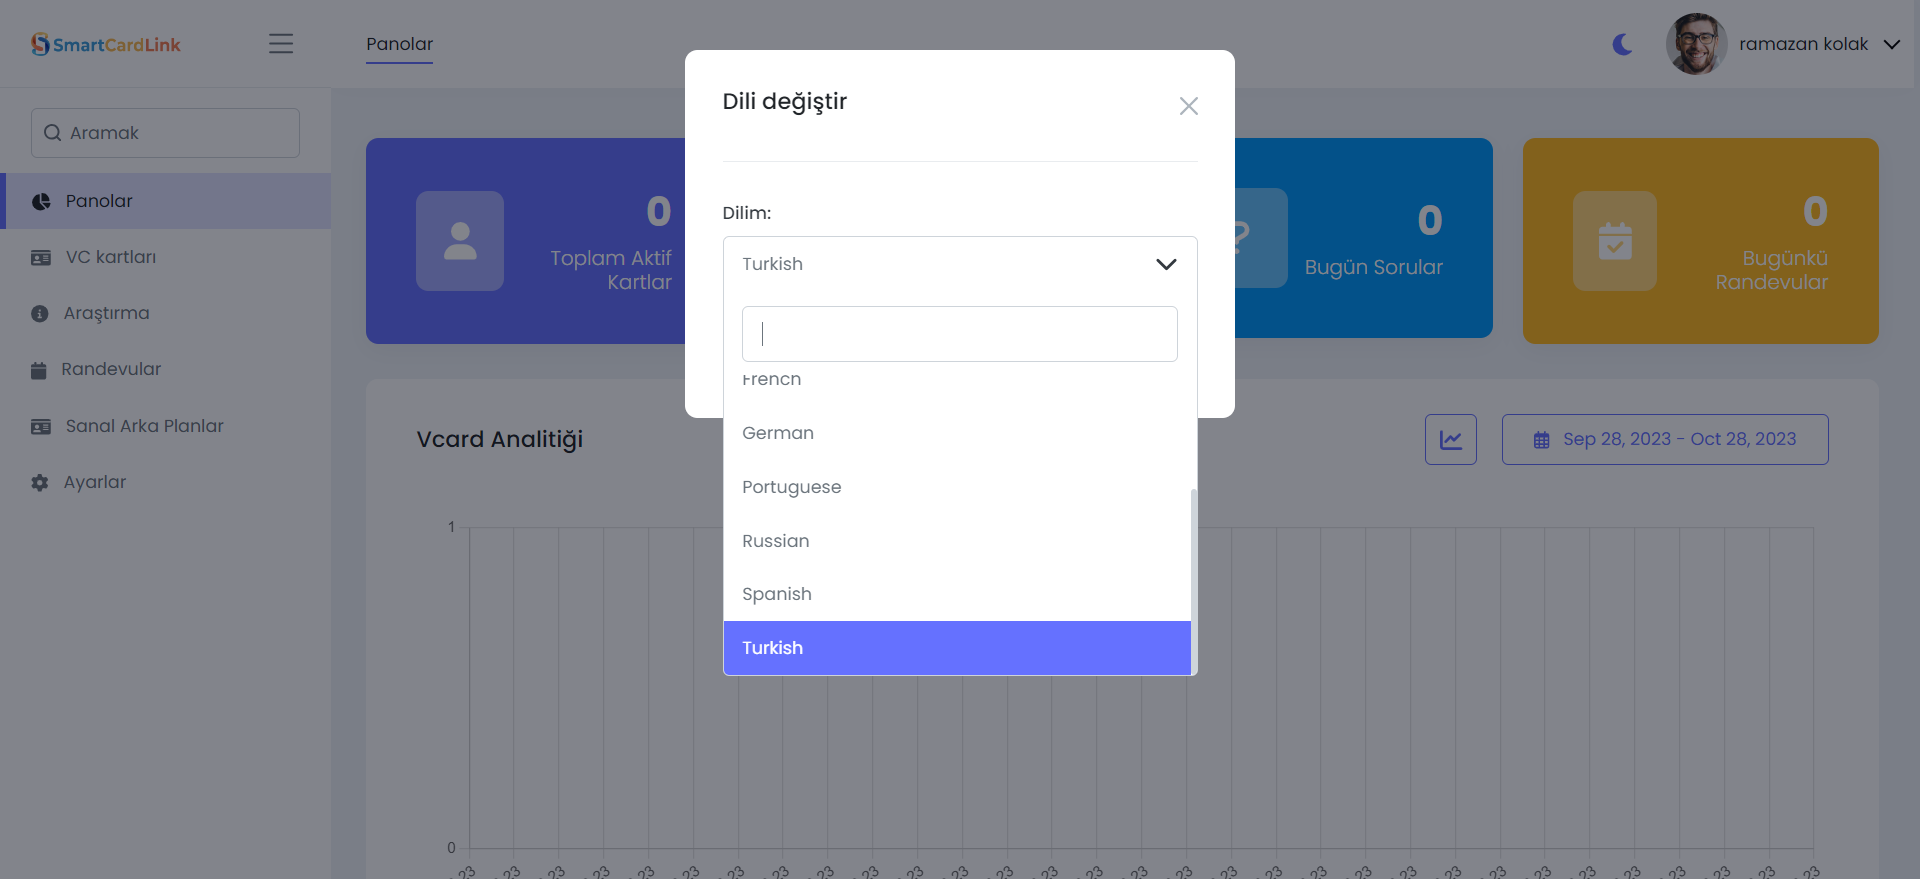 SmartCardLink
Panolar
ramazan kolak
Aramak
Panolar
VC kartları
Araştırma
Randevular
Sanal Arka Planlar
Ayarlar
0
Toplam Aktif
Kartlar
?
0
Bugün Sorular
0
Bugünkü
Randevular
Dili değiştir
Dilim:
Turkish
French
German
Portuguese
Russian
Spanish
Turkish
Vcard Analitiği
Sep 28, 2023 - Oct 28, 2023
1
0